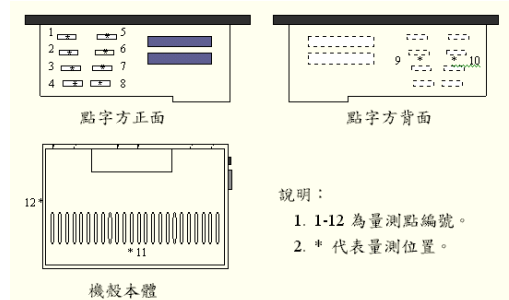 1 * * 5
2 * * 6
3 * * 7
4 * * 8
9 * * 10
點字方正面
點字方背面
12*
*11
機殼本體
說明：
1. 1-12 為量測點編號。
2. * 代表量測位置。